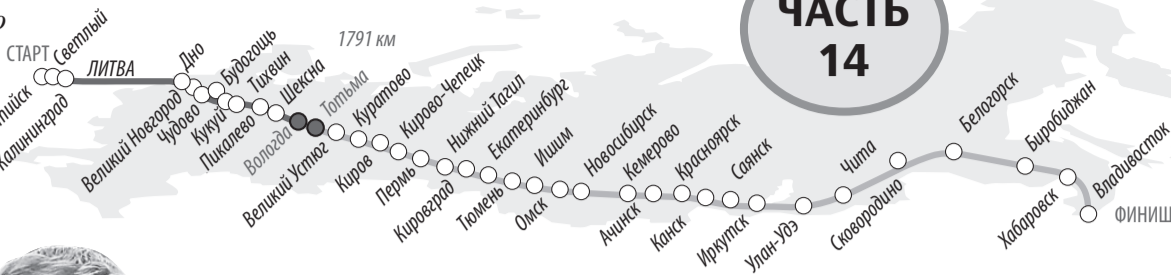 ЧАСТЬ
14
СТАРТ
Светлый
Калининград
ЛИТВА
Дно
Великий Новгород
Чудово
Будогощь
Кукуй
Тихвин
Пикалево
Шексна
Вологда
1791 км
Тотьма
Великий Устюг
Куратово
Киров
Кирово-Чепецк
Пермь
Нижний Тагил
Кировград
Екатеринбург
Тюмень
Ишим
Омск
Новосибирск
Кемерово
Ачинск
Красноярск
Канск
Саянск
Иркутск
Улан-Удэ
Чита
Сковородино
Белогорск
Биробиджан
Хабаровск
Владивосток
ФИНИШ